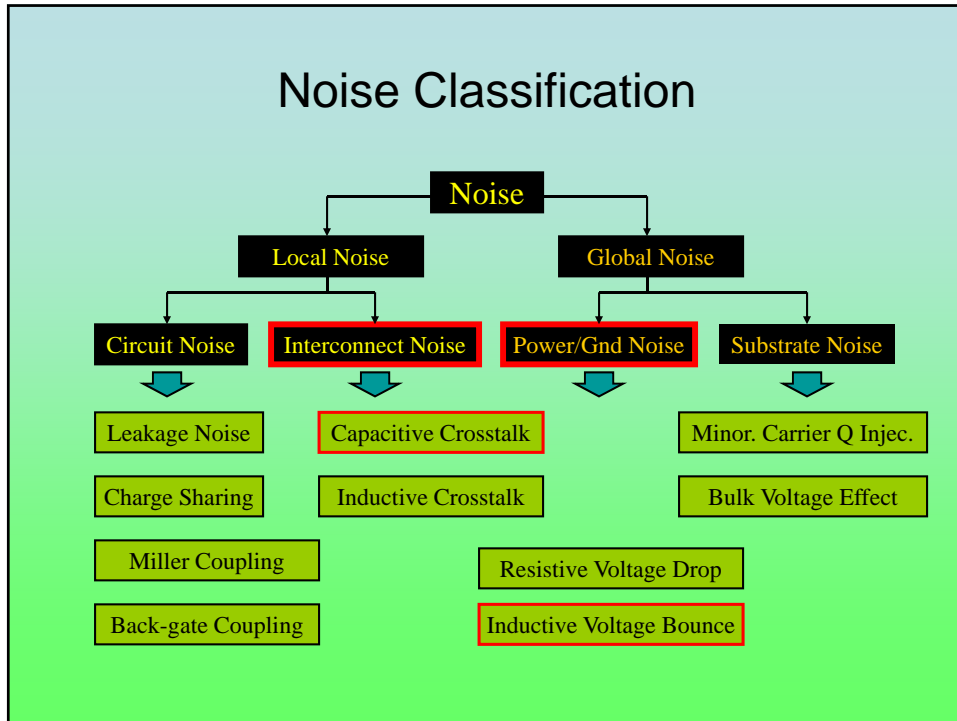 Noise Classification
Noise
Local Noise
Global Noise
Circuit Noise
Interconnect Noise
Power/Gnd Noise
Substrate Noise
Leakage Noise
Capacitive Crosstalk
Minor. Carrier Q Injec.
Charge Sharing
Inductive Crosstalk
Bulk Voltage Effect
Miller Coupling
Resistive Voltage Drop
Back-gate Coupling
Inductive Voltage Bounce